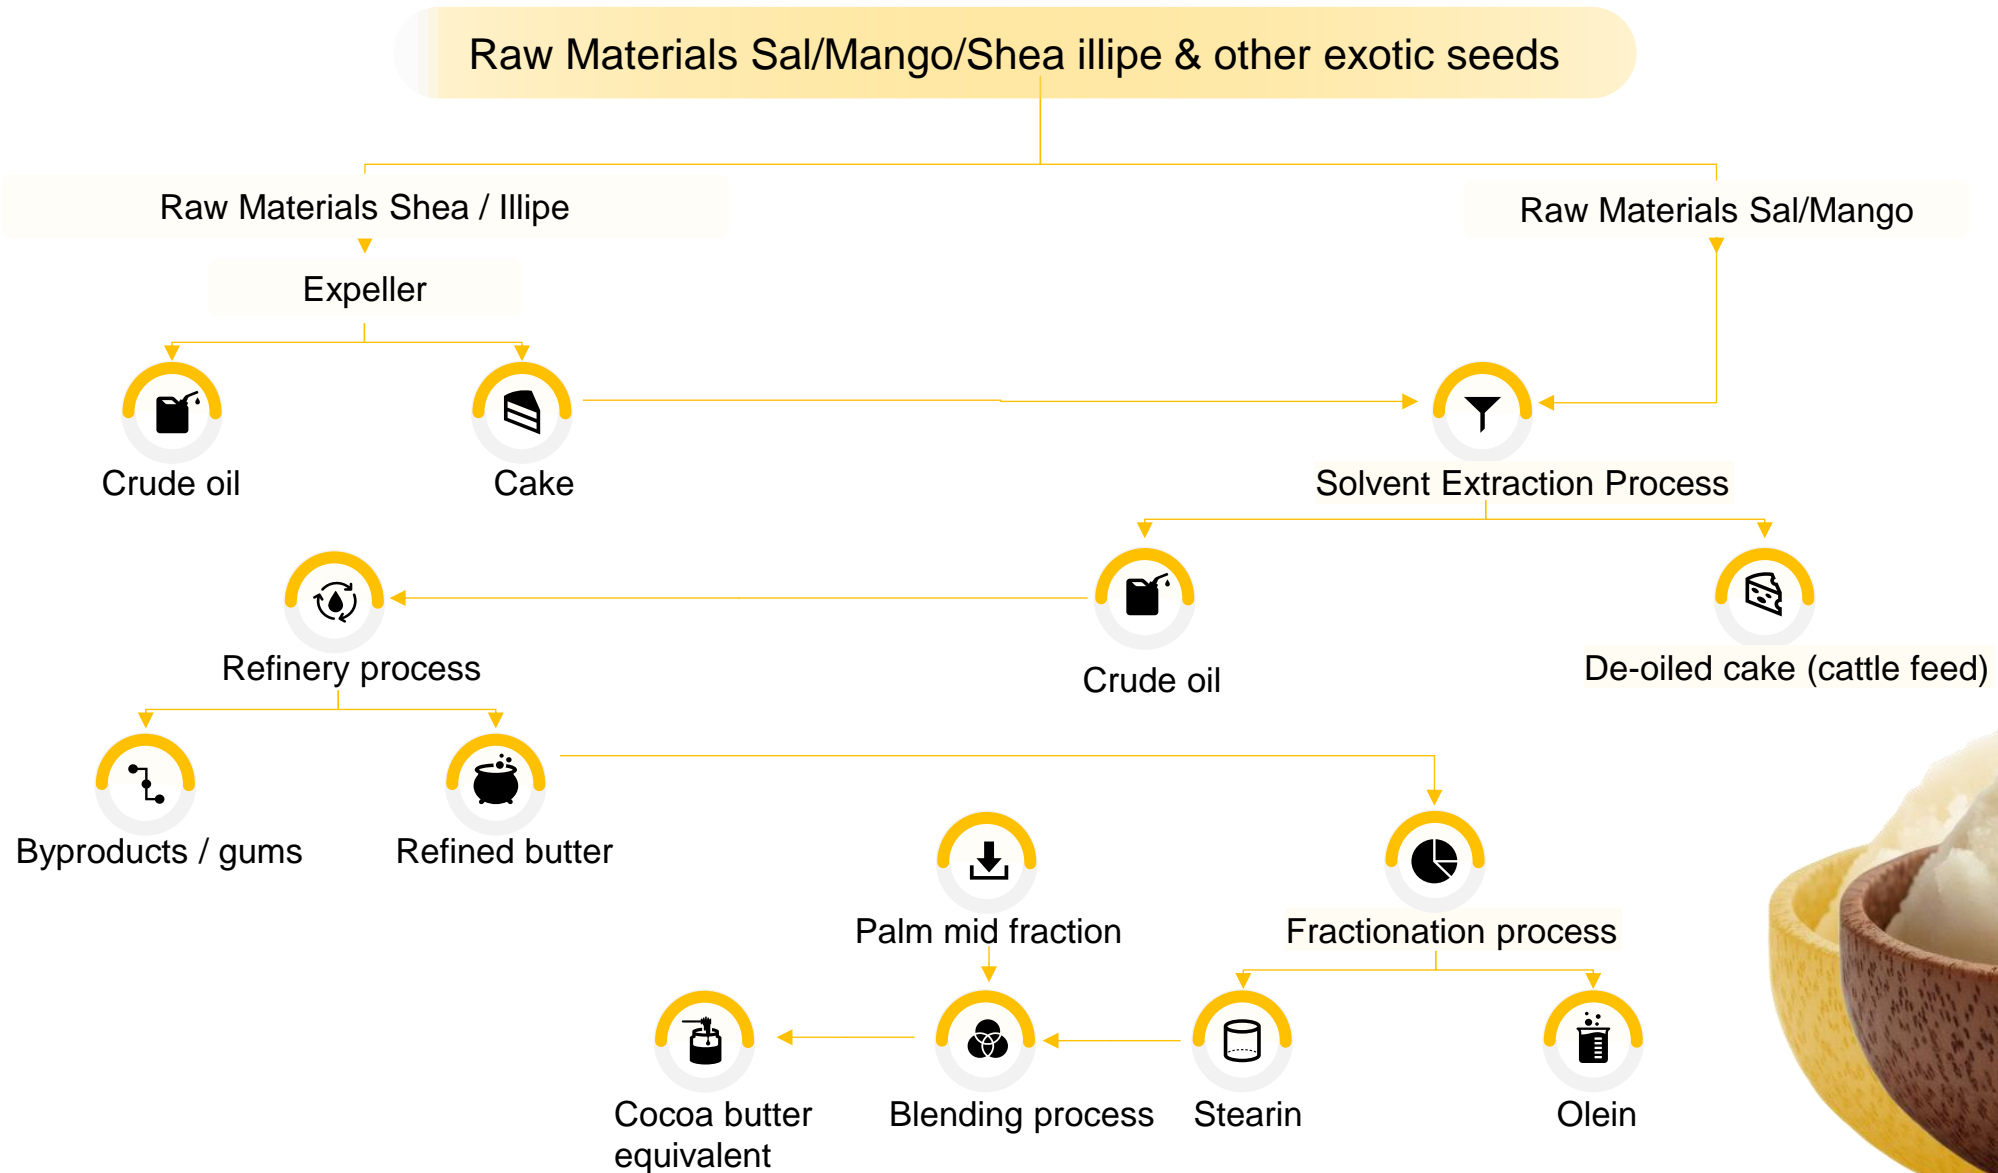 Raw Materials Sal/Mango/Shea illipe & other exotic seeds
Raw Materials Shea / Illipe
Raw Materials Sal/Mango
Expeller
Crude oil
Cake
Solvent Extraction Process
Refinery process
Crude oil
De-oiled cake (cattle feed)
Byproducts / gums
Refined butter
Palm mid fraction
Fractionation process
Cocoa butter
equivalent
Blending process
Stearin
Olein